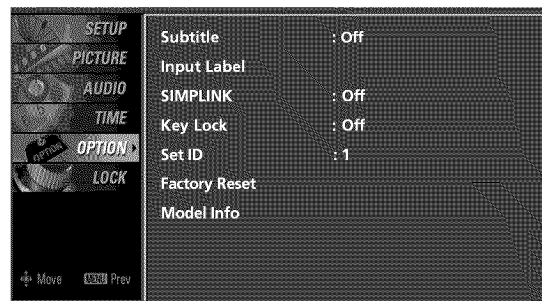 SETUP
PICTURE
AUDIO
TIME
OPTION
LOCK
Move MENU Prev
Subtitle : Off
Input Label
SIMPLINK : Off
Key Lock : Off
Set ID : 1
Factory Reset
Model Info
OPTION